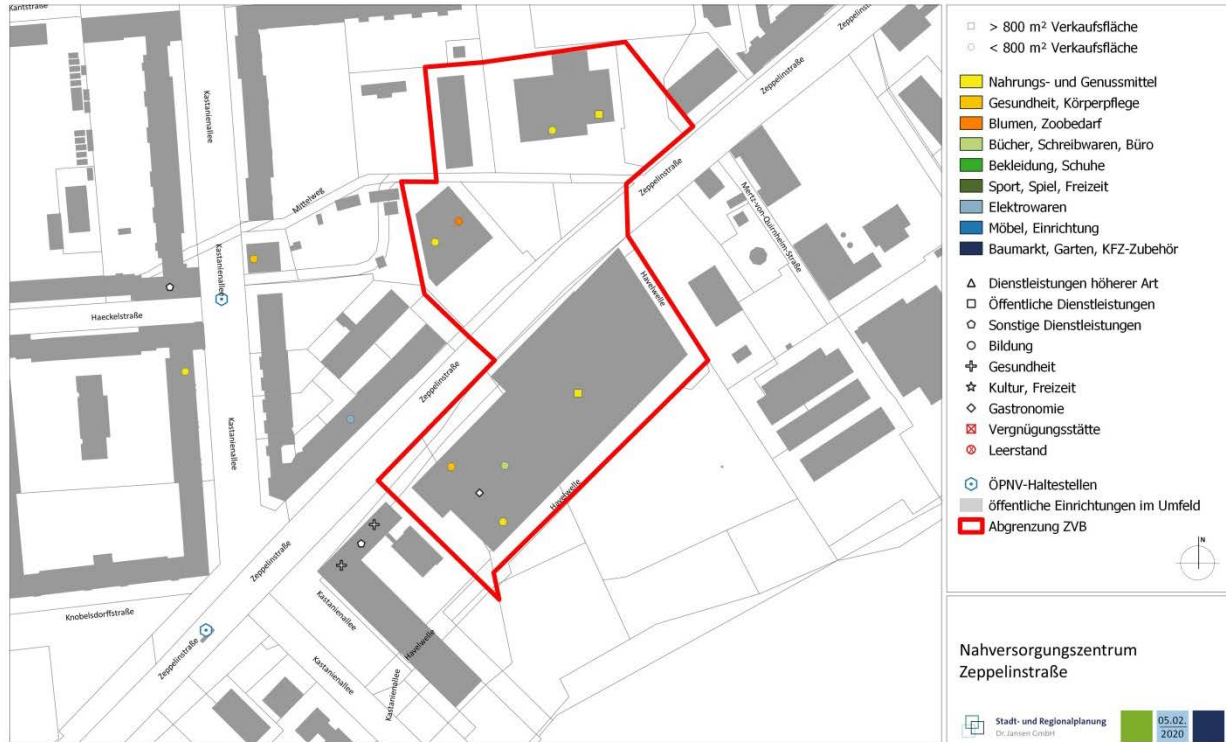 Kantstraße
Zeppelinstraße
Kastanienallee
Zeppelinstraße
Zeppelinstraße
Mittelweg
Mertz-von-Quirnheim-Straße
Kastanienallee
Havelwelle
Haeckelstraße
Zeppelinstraße
Kastanienallee
Havelwelle
Zeppelinstraße
Kastanienallee
Knobelsdorffstraße
Havelwelle
Zeppelinstraße
Kastanienallee
Kastanienallee
> 800 m² Verkaufsfläche
< 800 m² Verkaufsfläche
Nahrungs- und Genussmittel
Gesundheit, Körperpflege
Blumen, Zoobedarf
Bücher, Schreibwaren, Büro
Bekleidung, Schuhe
Sport, Spiel, Freizeit
Elektrowaren
Möbel, Einrichtung
Baumarkt, Garten, KFZ-Zubehör
Dienstleistungen höherer Art
Öffentliche Dienstleistungen
Sonstige Dienstleistungen
Bildung
Gesundheit
Kultur, Freizeit
Gastronomie
Vergnügungsstätte
Leerstand
ÖPNV-Haltestellen
öffentliche Einrichtungen im Umfeld
Abgrenzung ZVB
N
Nahversorgungszentrum
Zeppelinstraße
Stadt- und Regionalplanung
Dr. Jansen GmbH
05.02.
2020